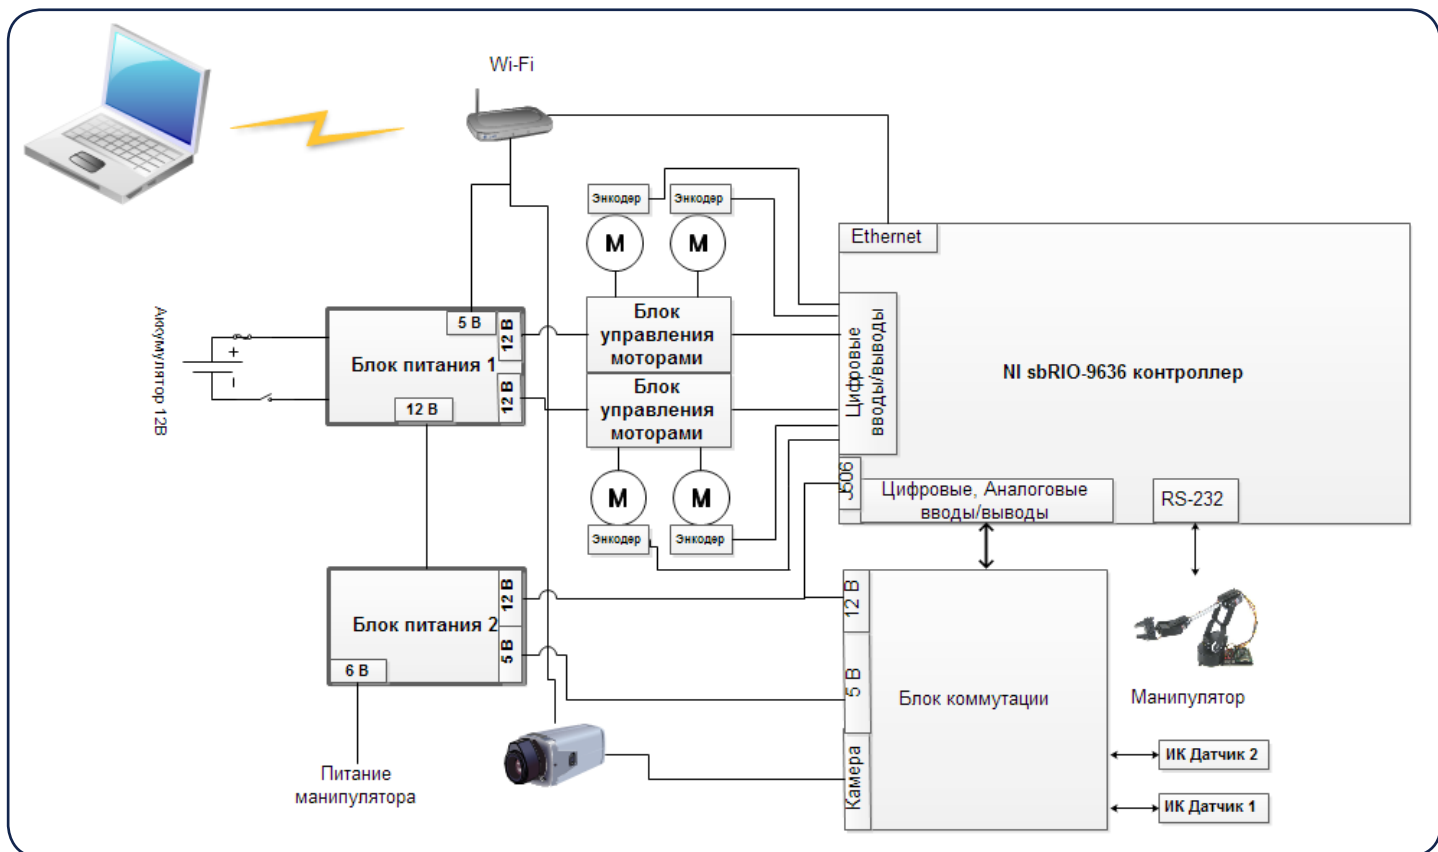 Wi-Fi
Энкодер
Энкодер
M
M
Ethernet
Аккумулятор 12В
+
−
5 В
12 В
Блок питания 1
12 В
12 В
Блок
управления
моторами
Блок
управления
моторами
Цифровые
вводы/выводы
NI sbRIO-9636 контроллер
J506
Цифровые, Аналоговые
вводы/выводы
RS-232
M
M
Энкодер
Энкодер
12 В
Блок питания 2
5 В
6 В
12 В
5 В
Камера
Блок коммутации
Манипулятор
Питание
манипулятора
ИК Датчик 2
ИК Датчик 1